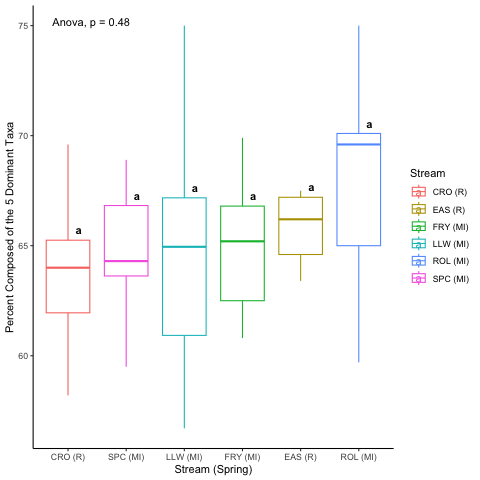 Anova, p = 0.48
Percent Composed of the 5 Dominant Taxa
75
70
65
60
a
a
a
a
a
a
CRO (R)
SPC (MI)
LLW (MI)
FRY (MI)
EAS (R)
ROL (MI)
Stream (Spring)
Stream
a CRO (R)
a EAS (R)
a FRY (MI)
a LLW (MI)
a ROL (MI)
a SPC (MI)